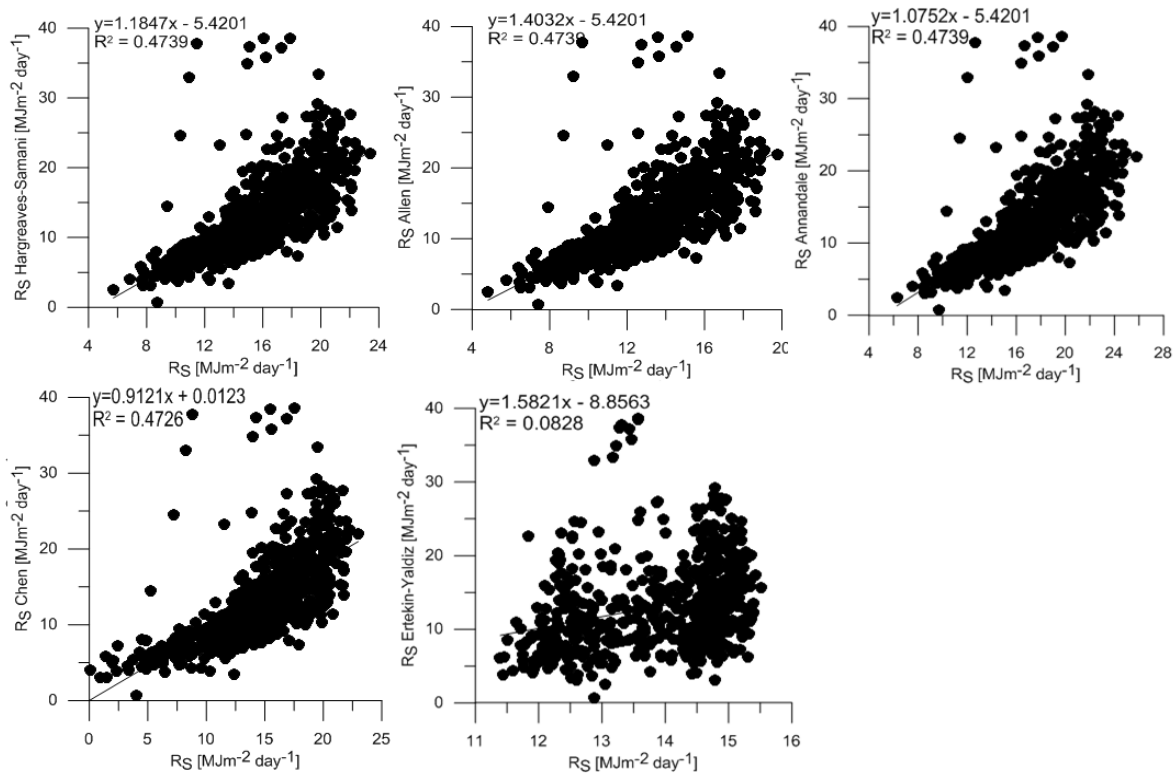 y=1.1847x - 5.4201
R² = 0.4739
RS Hargreaves-Samani [MJm-2 day-1]
40
30
20
10
0
4 8 12 16 20 24
RS [MJm-2 day-1]
y=1.4032x - 5.4201
R² = 0.4739
RS Allen [MJm-2 day-1]
40
30
20
10
0
4 8 12 16 20
RS [MJm-2 day-1]
y=1.0752x - 5.4201
R² = 0.4739
RS Annandale [MJm-2 day-1]
40
30
20
10
0
4 8 12 16 20 24 28
RS [MJm-2 day-1]
y=0.9121x + 0.0123
R² = 0.4726
RS Chen [MJm-2 day-1]
40
30
20
10
0
0 5 10 15 20 25
RS [MJm-2 day-1]
y=1.5821x - 8.8563
R² = 0.0828
RS Ertekin-Yaldiz [MJm-2 day-1]
40
30
20
10
0
11 12 13 14 15 16
RS [MJm-2 day-1]